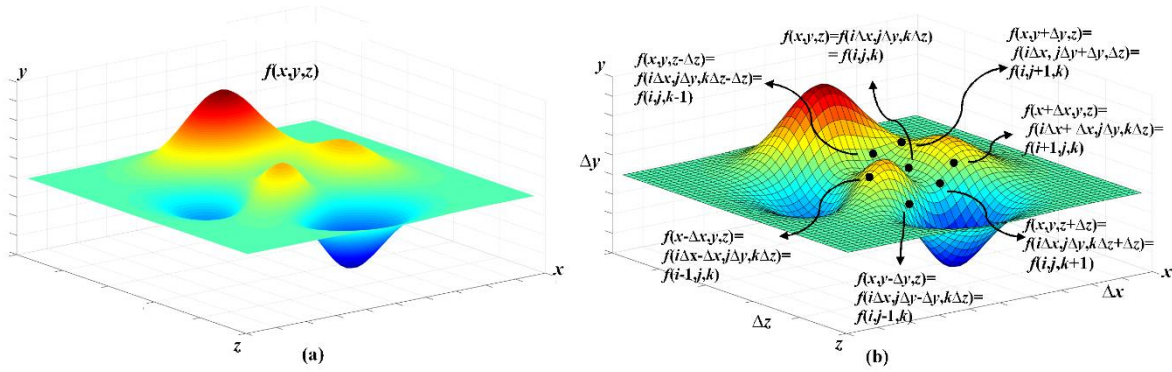 y
f(x,y,z)
x
z
(a)
y
f(x,y,z-Δz)=
f(iΔx,jΔy,kΔz-Δz)=
f(i,j,k-1)
f(x,y,z)=f(iΔx,jΔy,kΔz)
=f(i,j,k)
f(x,y+Δy,z)=
f(iΔx, jΔy+Δy,Δz)=
f(i,j+1,k)
f(x+Δx,y,z)=
f(iΔx+ Δx,jΔy,kΔz)=
f(i+1,j,k)
Δy
f(x-Δx,y,z)=
f(iΔx-Δx,jΔy,kΔz)=
f(i-1,j,k)
f(x,y-Δy,z)=
f(iΔx,jΔy-Δy,kΔz)=
f(i,j-1,k)
f(x,y,z+Δz)=
f(iΔx,jΔy,kΔz+Δz)=
f(i,j,k+1)
x
Δx
Δz
z
(b)